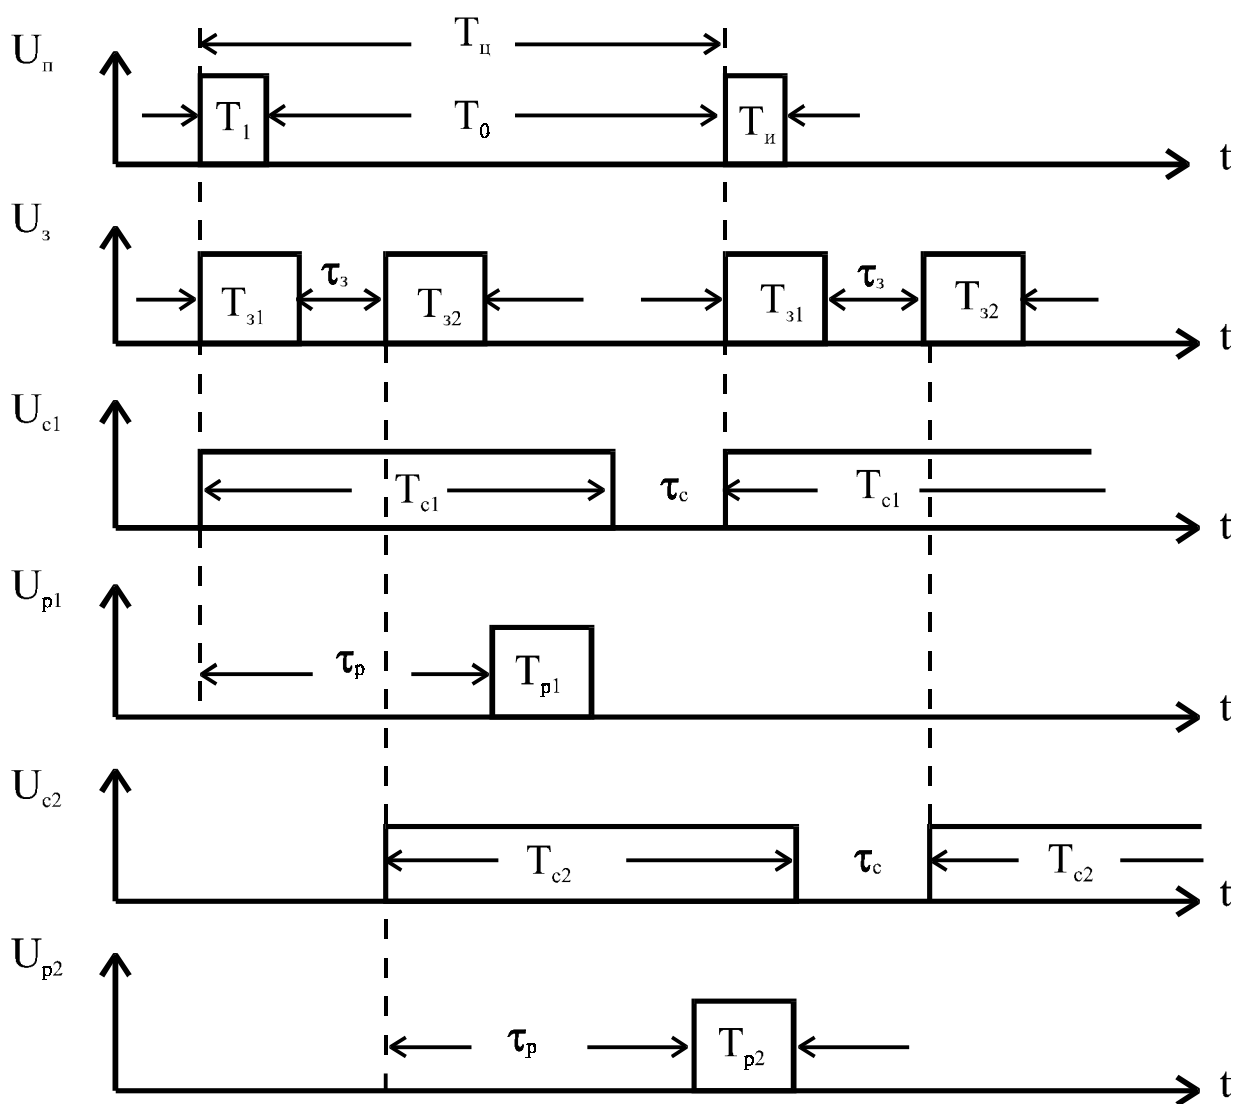 Uп Tц
T1 T0 Tи t
Uз
Tз1 τз Tз2 Tз1 τз Tз2 t
Uс1
Tс1 τс Tс1 t
Uр1
τр Tр1 t
Uс2
Tс2 τс Tс2 t
Uр2
τр Tр2 t